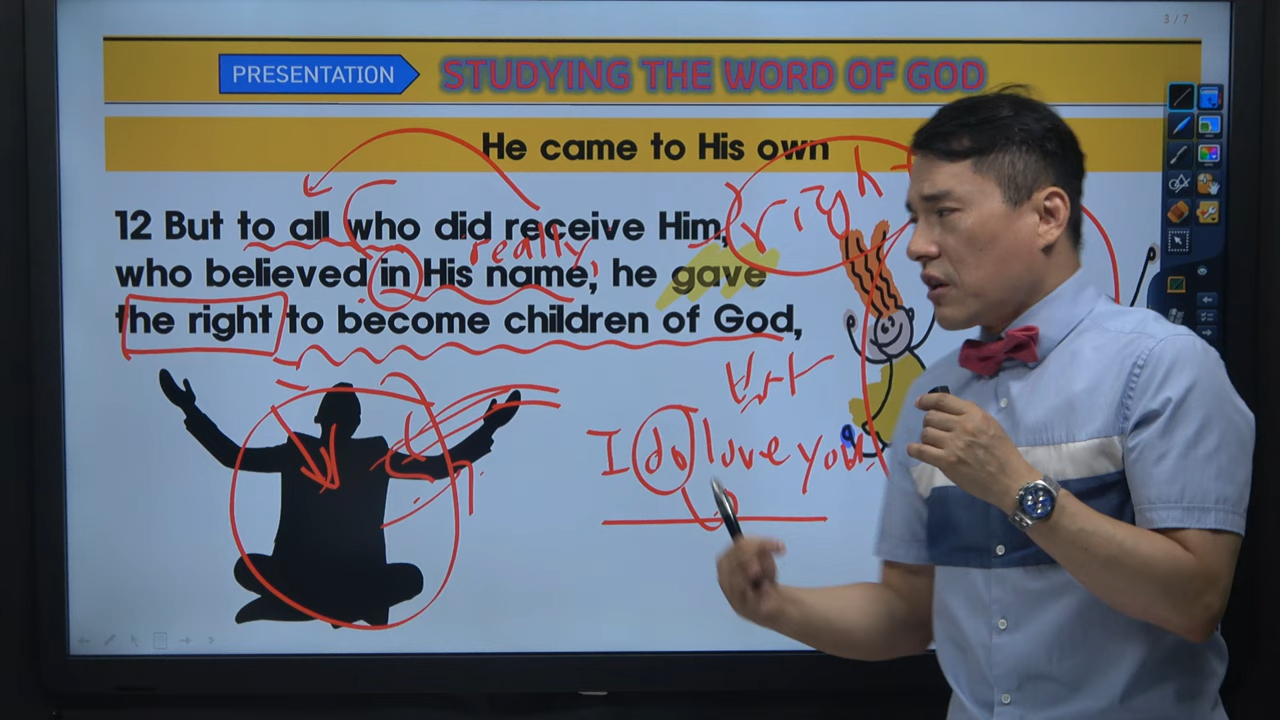 3 / 7
PRESENTATION
STUDYING THE WORD OF GOD
He came to His own
right
12 But to all who did receive Him,
really
who believed in His name, he gave
the right to become children of God,
I do love you